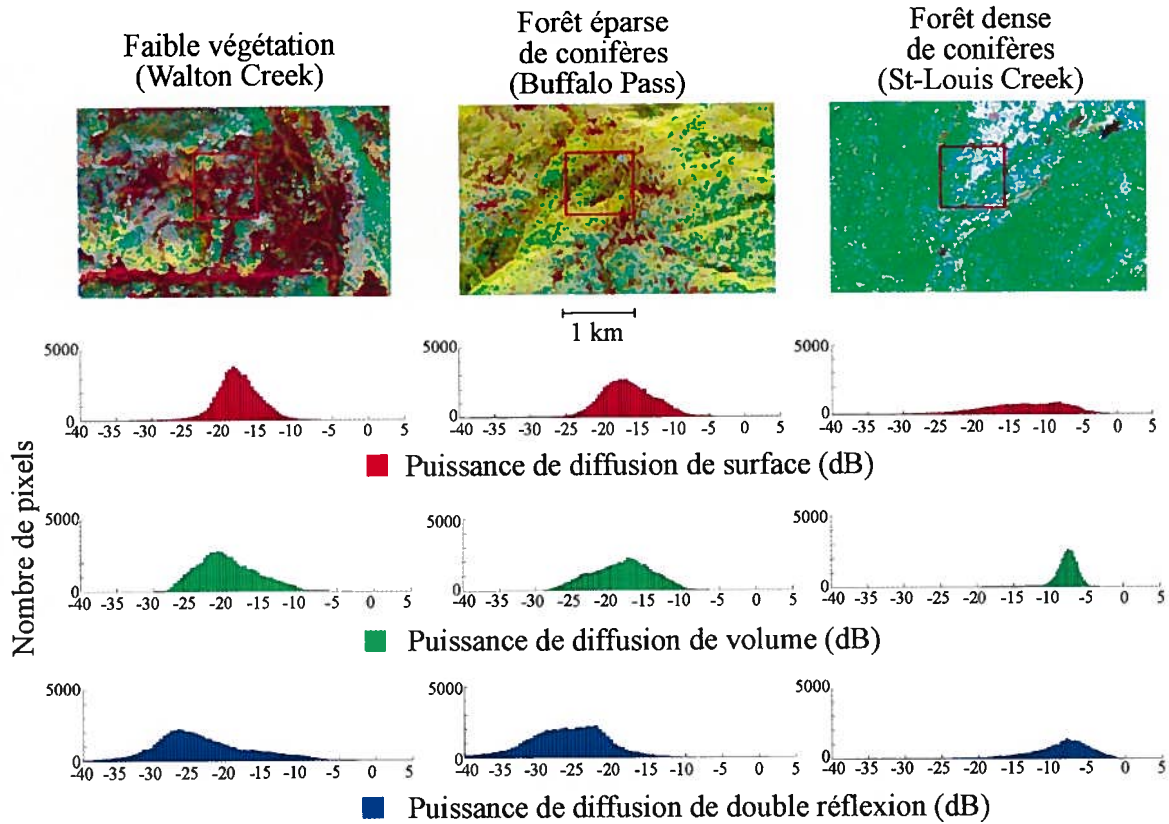 Faible végétation
(Walton Creek)
Forêt éparse
de conifères
(Buffalo Pass)
Forêt dense
de conifères
(St-Louis Creek)
1 km
Nombre de pixels
5000
0
-40 -35 -30 -25 -20 -15 -10 -5 0 5
5000
0
-40 -35 -30 -25 -20 -15 -10 -5 0 5
5000
0
-40 -35 -30 -25 -20 -15 -10 -5 0 5
Puissance de diffusion de surface (dB)
5000
0
-40 -35 -30 -25 -20 -15 -10 -5 0 5
5000
0
-40 -35 -30 -25 -20 -15 -10 -5 0 5
5000
0
-40 -35 -30 -25 -20 -15 -10 -5 0 5
Puissance de diffusion de volume (dB)
5000
0
-40 -35 -30 -25 -20 -15 -10 -5 0 5
5000
0
-40 -35 -30 -25 -20 -15 -10 -5 0 5
5000
0
-40 -35 -30 -25 -20 -15 -10 -5 0 5
Puissance de diffusion de double réflexion (dB)